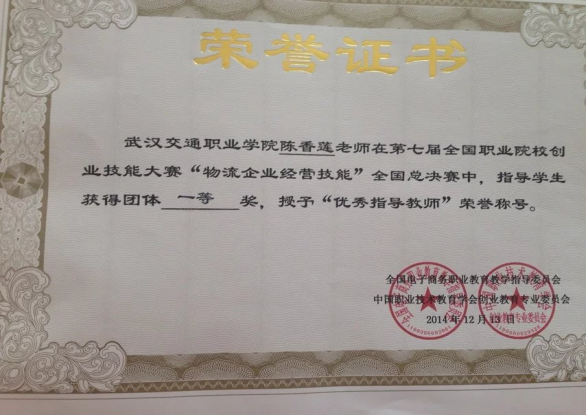 荣誉证书
武汉交通职业学院陈香莲老师在第七届全国职业院校创
业技能大赛“物流企业经营技能”全国总决赛中，指导学生
获得团体 一等 奖，授予“优秀指导教师”荣誉称号。
全国电子商务职业教育教学指导委员会
中国职业技术教育学会创业教育专业委员会
2014年12月13日